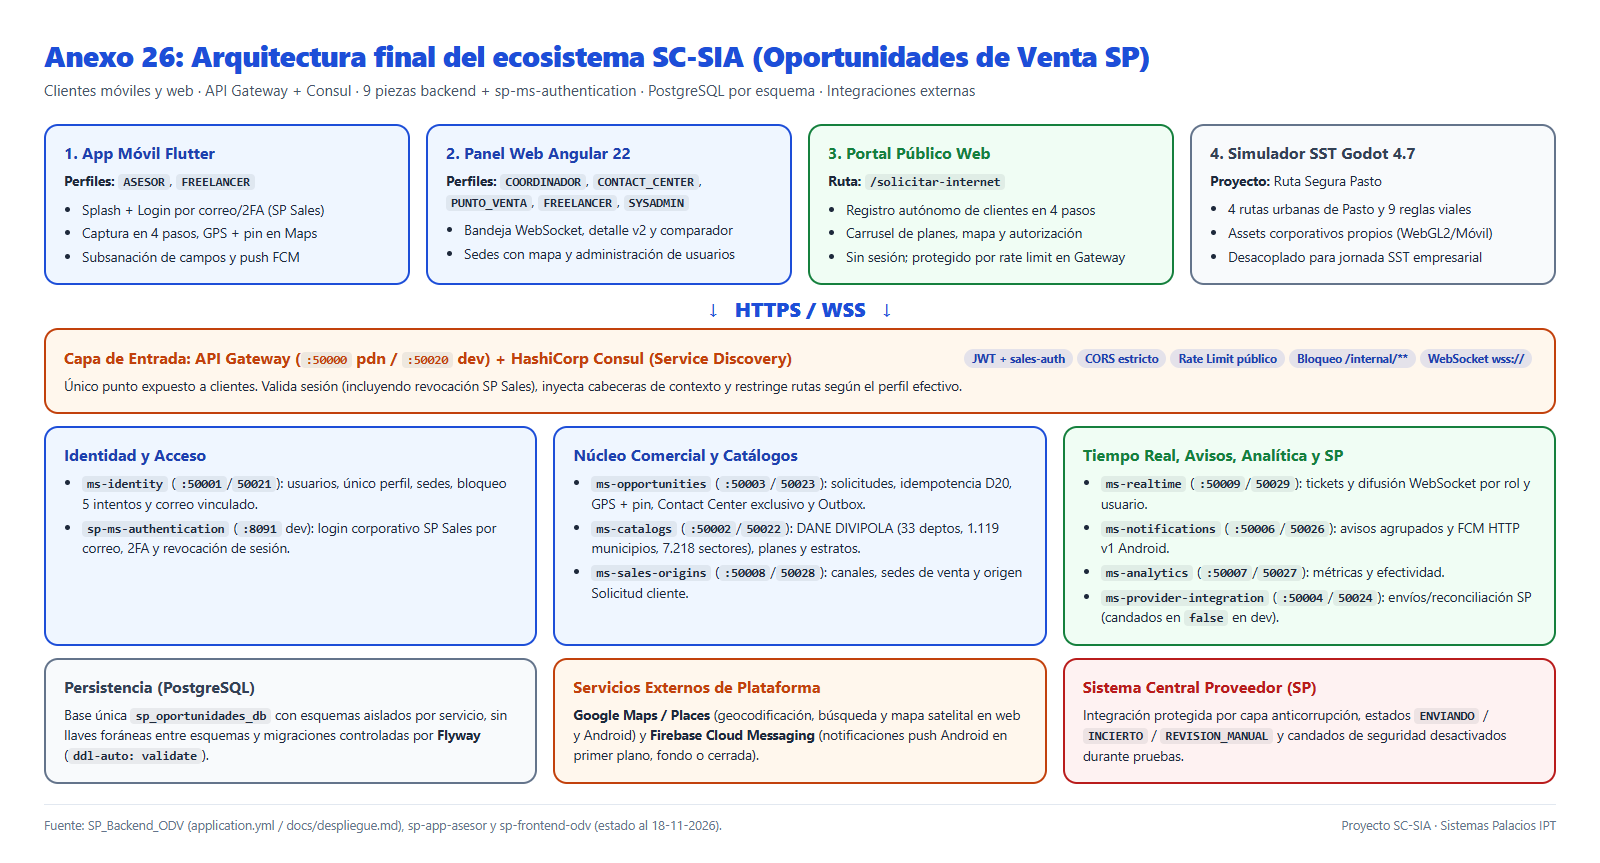 Anexo 26: Arquitectura final del ecosistema SC-SIA (Oportunidades de Venta SP)
Clientes móviles y web · API Gateway + Consul · 9 piezas backend + sp-ms-authentication · PostgreSQL por esquema · Integraciones externas
1. App Móvil Flutter
Perfiles: ASESOR, FREELANCER
• Splash + Login por correo/2FA (SP Sales)
• Captura en 4 pasos, GPS + pin en Maps
• Subsanación de campos y push FCM
2. Panel Web Angular 22
Perfiles: COORDINADOR, CONTACT_CENTER,
PUNTO_VENTA, FREELANCER, SYSADMIN
• Bandeja WebSocket, detalle v2 y comparador
• Sedes con mapa y administración de usuarios
3. Portal Público Web
Ruta: /solicitar-internet
• Registro autónomo de clientes en 4 pasos
• Carrusel de planes, mapa y autorización
• Sin sesión; protegido por rate limit en Gateway
4. Simulador SST Godot 4.7
Proyecto: Ruta Segura Pasto
• 4 rutas urbanas de Pasto y 9 reglas viales
• Assets corporativos propios (WebGL2/Móvil)
• Desacoplado para jornada SST empresarial
↓ HTTPS / WSS ↓
Capa de Entrada: API Gateway (:50000 pdn / :50020 dev) + HashiCorp Consul (Service Discovery)
JWT + sales-auth CORS estricto Rate Limit público Bloqueo /internal/** WebSocket wss://
Único punto expuesto a clientes. Valida sesión (incluyendo revocación SP Sales), inyecta cabeceras de contexto y restringe rutas según el perfil efectivo.
Identidad y Acceso
• ms-identity (:50001/50021): usuarios, único perfil, sedes, bloqueo
5 intentos y correo vinculado.
• sp-ms-authentication (:8091 dev): login corporativo SP Sales por
correo, 2FA y revocación de sesión.
Núcleo Comercial y Catálogos
• ms-opportunities (:50003/50023): solicitudes, idempotencia D20,
GPS + pin, Contact Center exclusivo y Outbox.
• ms-catalogs (:50002/50022): DANE DIVIPOLA (33 deptos, 1.119
municipios, 7.218 sectores), planes y estratos.
• ms-sales-origins (:50008/50028): canales, sedes de venta y origen
Solicitud cliente.
Tiempo Real, Avisos, Analítica y SP
• ms-realtime (:50009/50029): tickets y difusión WebSocket por rol y
usuario.
• ms-notifications (:50006/50026): avisos agrupados y FCM HTTP
v1 Android.
• ms-analytics (:50007/50027): métricas y efectividad.
• ms-provider-integration (:50004/50024): envíos/reconciliación SP
(candados en false en dev).
Persistencia (PostgreSQL)
Base única sp_oportunidades_db con esquemas aislados por servicio, sin
llaves foráneas entre esquemas y migraciones controladas por Flyway
(ddl-auto: validate).
Servicios Externos de Plataforma
Google Maps / Places (geocodificación, búsqueda y mapa satelital en web
y Android) y Firebase Cloud Messaging (notificaciones push Android en
primer plano, fondo o cerrada).
Sistema Central Proveedor (SP)
Integración protegida por capa anticorrupción, estados ENVIANDO /
INCIERTO / REVISION_MANUAL y candados de seguridad desactivados
durante pruebas.
Fuente: SP_Backend_ODV (application.yml / docs/despliegue.md), sp-app-asesor y sp-frontend-odv (estado al 18-11-2026).
Proyecto SC-SIA · Sistemas Palacios IPT